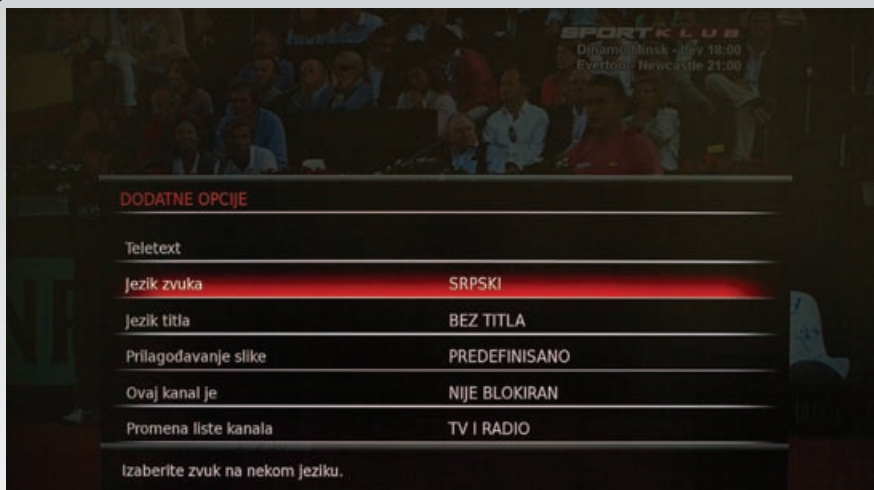 SPORT KLUB
Dinamo Minsk - Kev 18:00
Everton - Newcastle 21:00
DODATNE OPCIJE
Teletext
Jezik zvuka SRPSKI
Jezik titla BEZ TITLA
Prilagođavanje slike PREDEFINISANO
Ovaj kanal je NIJE BLOKIRAN
Promena liste kanala TV I RADIO
Izaberite zvuk na nekom jeziku.